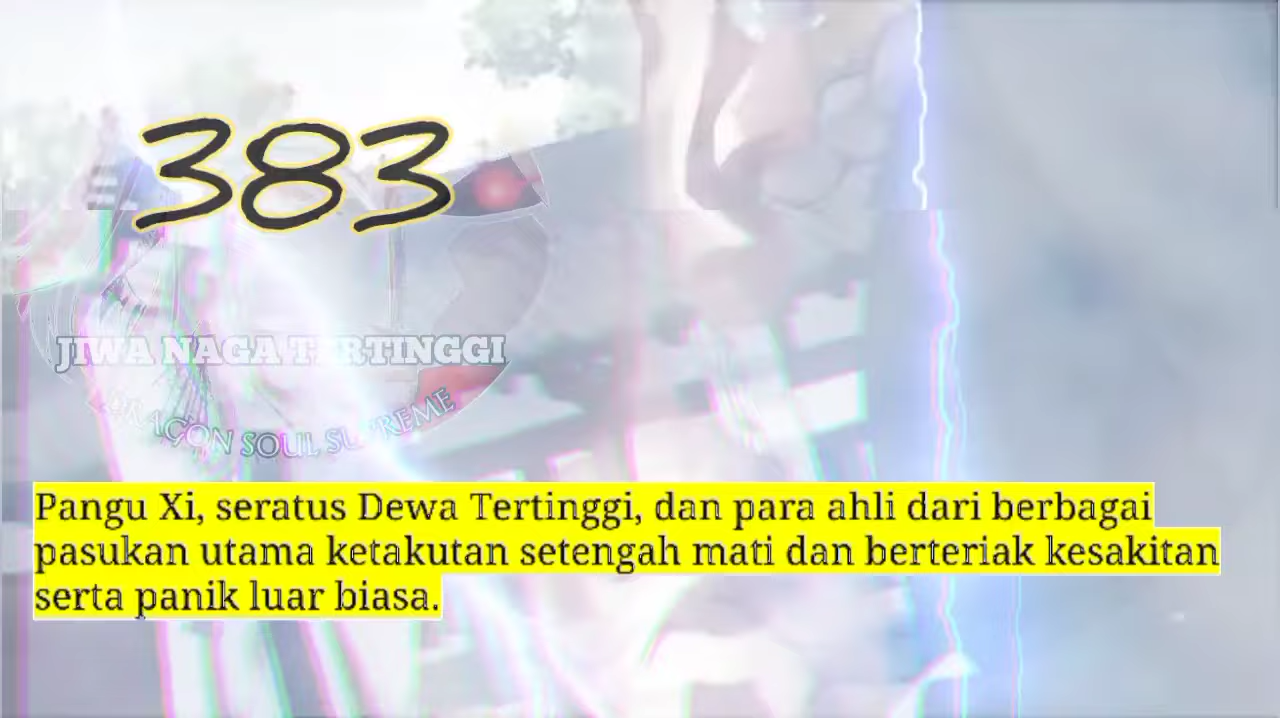 383
JIWA NAGA TERTINGGI
DRAGON SOUL SUPREME
Pangu Xi, seratus Dewa Tertinggi, dan para ahli dari berbagai
pasukan utama ketakutan setengah mati dan berteriak kesakitan
serta panik luar biasa.